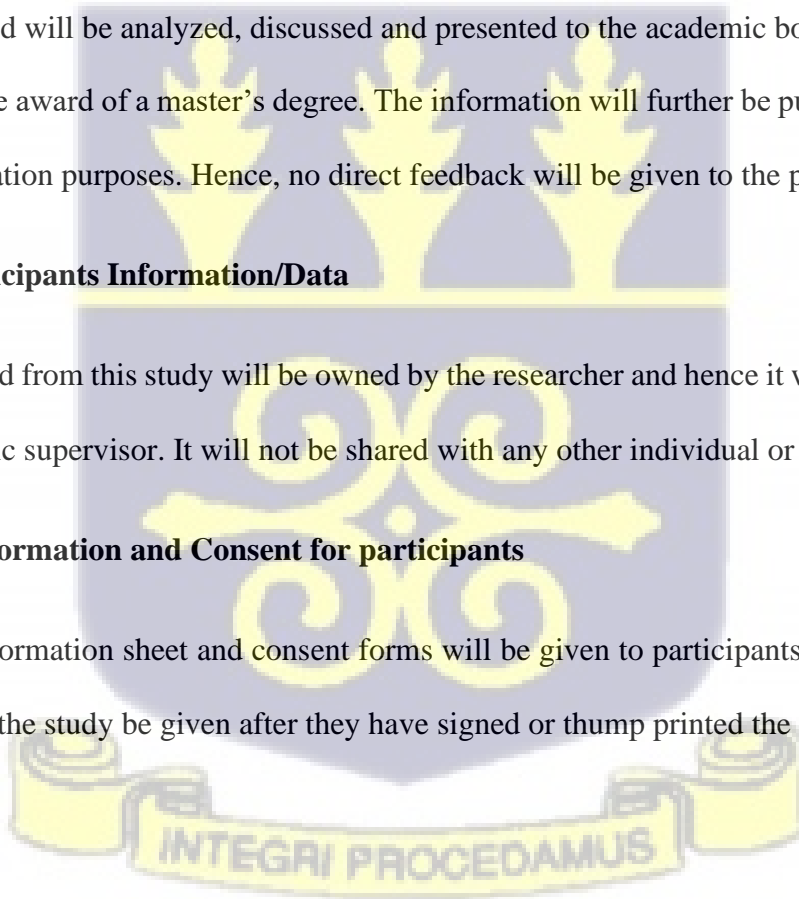 d will be analyzed, discussed and presented to the academic bo
e award of a master’s degree. The information will further be pu
ation purposes. Hence, no direct feedback will be given to the p
icipants Information/Data
d from this study will be owned by the researcher and hence it w
ic supervisor. It will not be shared with any other individual or
ormation and Consent for participants
ormation sheet and consent forms will be given to participants
the study be given after they have signed or thump printed the
INTEGRI PROCEDAMUS